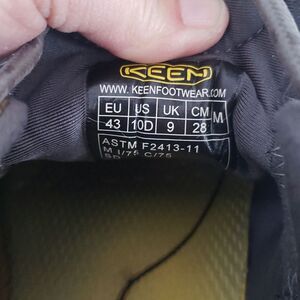 KEEN
WWW.KEENFOOTWEAR.COM
EU US UK CM M
43 10D 9 28
ASTM F2413-11
M I/75 C/75